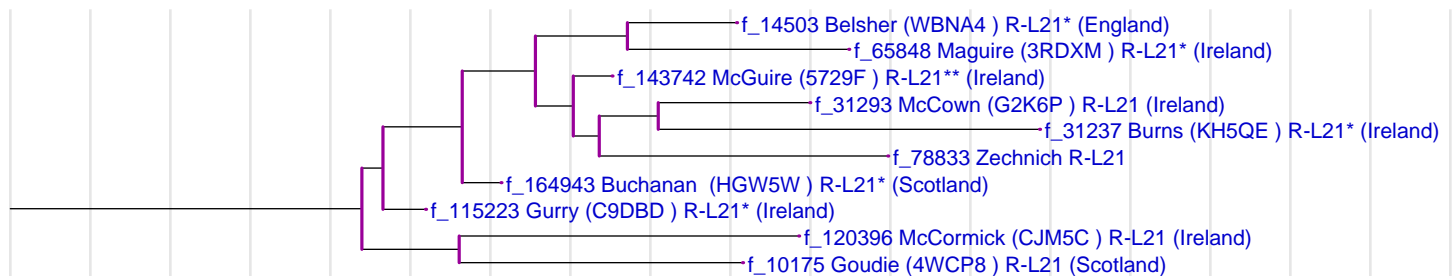 f_14503 Belsher (WBNA4 ) R-L21* (England)
f_65848 Maguire (3RDXM ) R-L21* (Ireland)
f_143742 McGuire (5729F ) R-L21** (Ireland)
f_31293 McCown (G2K6P ) R-L21 (Ireland)
f_31237 Burns (KH5QE ) R-L21* (Ireland)
f_78833 Zechnich R-L21
f_164943 Buchanan  (HGW5W ) R-L21* (Scotland)
f_115223 Gurry (C9DBD ) R-L21* (Ireland)
f_120396 McCormick (CJM5C ) R-L21 (Ireland)
f_10175 Goudie (4WCP8 ) R-L21 (Scotland)